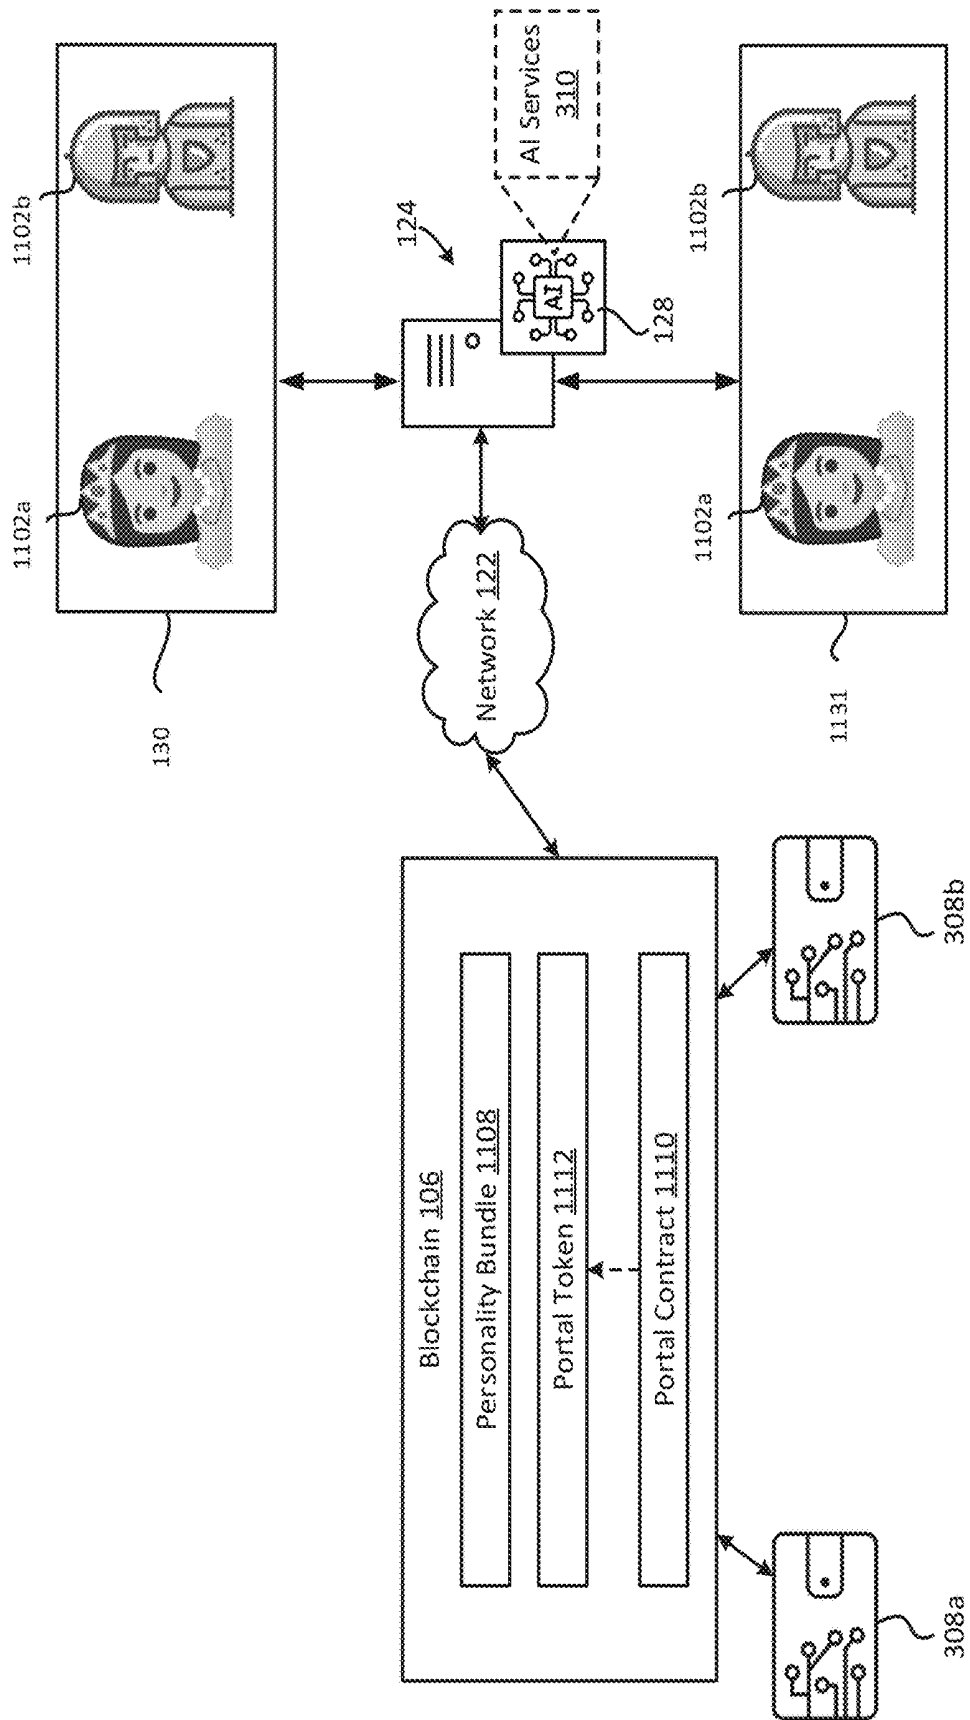 1102a
1102b
130
124
AI Services
310
AI
128
Network 122
1102a
1102b
1131
Blockchain 106
Personality Bundle 1108
Portal Token 1112
Portal Contract 1110
308a
308b